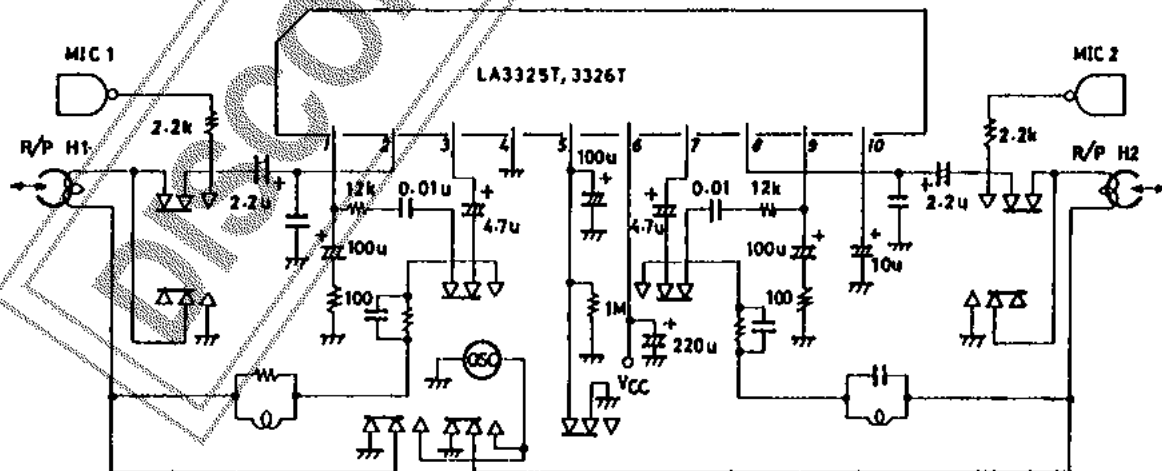 MIC 1
MIC 2
LA3325T, 3326T
2.2k
2.2k
R/P H1
R/P H2
1 2 3 4 5 6 7 8 9 10
100u
2.2u
12k
0.01u
4.7u
4.7u
0.01
12k
2.2u
100u
100u
10u
100
100
1M
220u
OSC
VCC